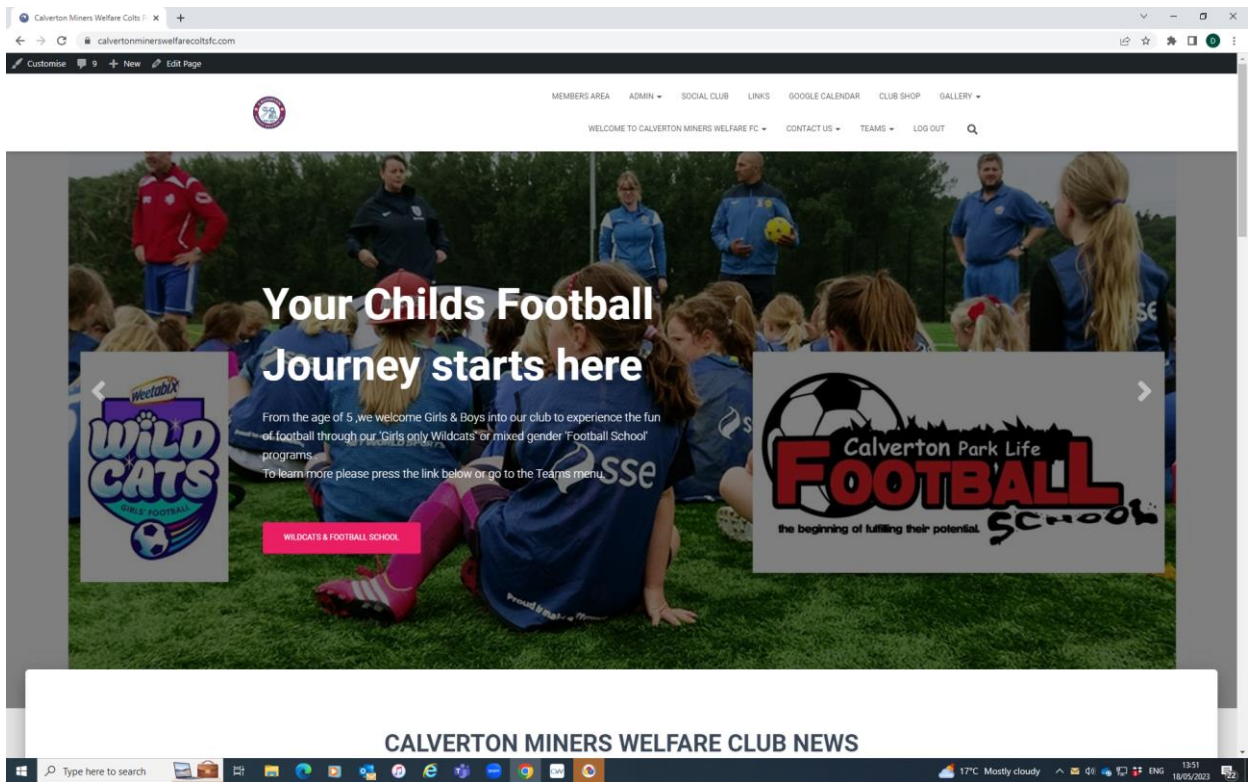 Calverton Miners Welfare Colts F
calvertonminerswelfarecoltsfc.com
Customise 9 New Edit Page
MEMBERS AREA ADMIN SOCIAL CLUB LINKS GOOGLE CALENDAR CLUB SHOP GALLERY
WELCOME TO CALVERTON MINERS WELFARE FC CONTACT US TEAMS LOG OUT
Your Childs Football
Journey starts here
From the age of 5 ,we welcome Girls & Boys into our club to experience the fun
of football through our 'Girls only Wildcats' or mixed gender 'Football School'
programs .
To learn more please press the link below or go to the Teams menu.
WILDCATS & FOOTBALL SCHOOL
Weetabix
WILD
CATS
GIRLS' FOOTBALL
sse
SSE
Proud to make a
Calverton Park Life
FOOTBALL
SCHOOL
the beginning of fulfilling their potential.
CALVERTON MINERS WELFARE CLUB NEWS
Type here to search
17°C Mostly cloudy ENG
13:51
18/05/2023
22